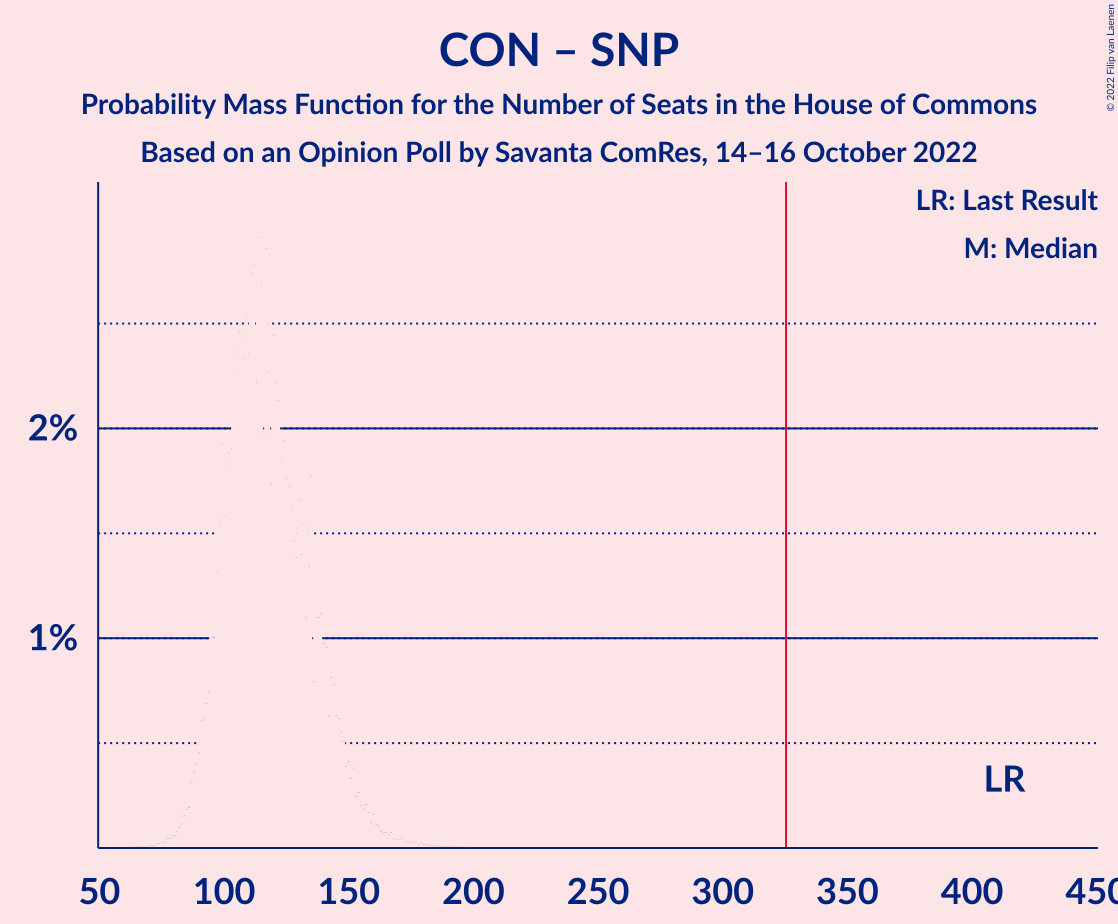 CON – SNP
Probability Mass Function for the Number of Seats in the House of Commons
Based on an Opinion Poll by Savanta ComRes, 14–16 October 2022
© 2022 Filip van Laenen
LR: Last Result
M: Median
2%
1%
LR
50 100 150 200 250 300 350 400 450